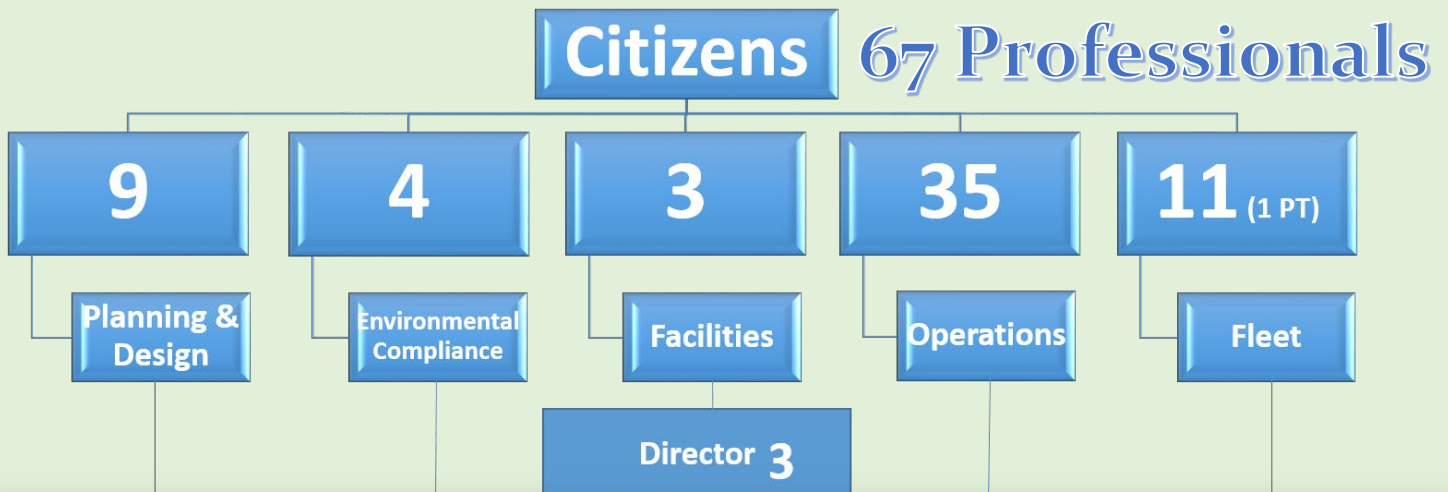 Citizens 67 Professionals
9 4 3 35 11 (1 PT)
Planning &
Design
Environmental
Compliance
Facilities
Operations
Fleet
Director 3